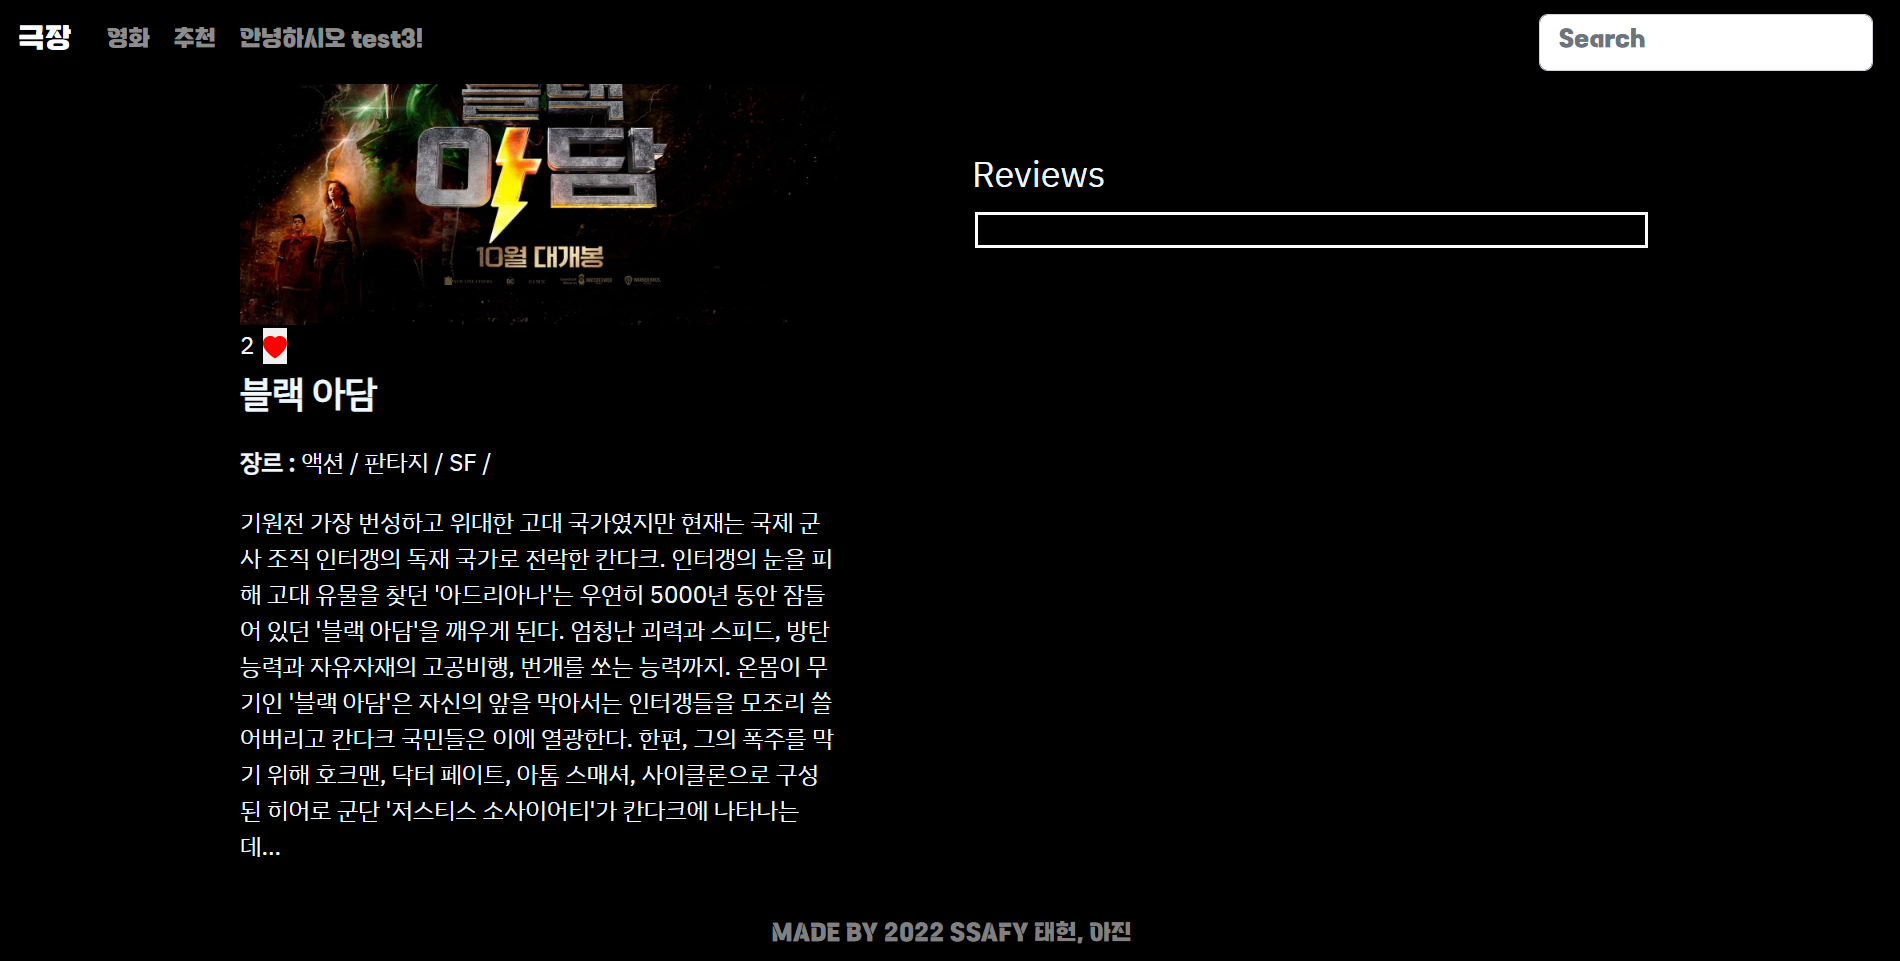 극장 영화 추천 안녕하시오 test3!
Search
블랙
아담
10월 대개봉
Reviews
2
블랙 아담
장르 : 액션 / 판타지 / SF /
기원전 가장 번성하고 위대한 고대 국가였지만 현재는 국제 군
사 조직 인터갱의 독재 국가로 전락한 칸다크. 인터갱의 눈을 피
해 고대 유물을 찾던 '아드리아나'는 우연히 5000년 동안 잠들
어 있던 '블랙 아담'을 깨우게 된다. 엄청난 괴력과 스피드, 방탄
능력과 자유자재의 고공비행, 번개를 쏘는 능력까지. 온몸이 무
기인 '블랙 아담'은 자신의 앞을 막아서는 인터갱들을 모조리 쓸
어버리고 칸다크 국민들은 이에 열광한다. 한편, 그의 폭주를 막
기 위해 호크맨, 닥터 페이트, 아톰 스매셔, 사이클론으로 구성
된 히어로 군단 '저스티스 소사이어티'가 칸다크에 나타나는
데...
MADE BY 2022 SSAFY 태헌, 아진